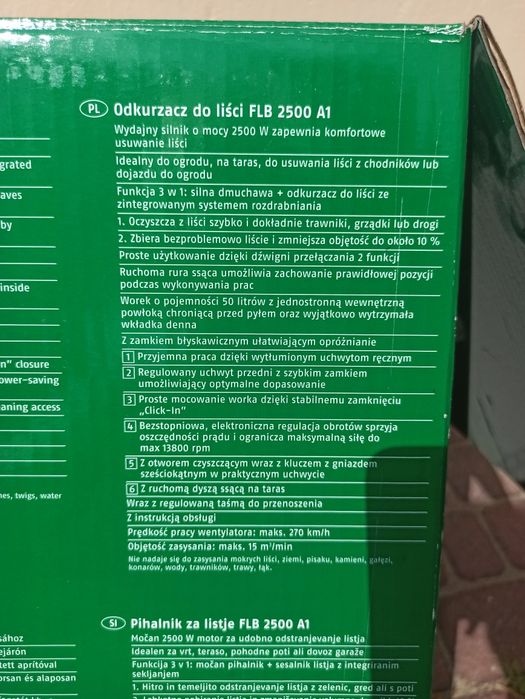 grated
aves
by
inside
n" closure
ower-saving
aning access
nes, twigs, water
PL Odkurzacz do liści FLB 2500 A1
Wydajny silnik o mocy 2500 W zapewnia komfortowe
usuwanie liści
Idealny do ogrodu, na taras, do usuwania liści z chodników lub
dojazdu do ogrodu
Funkcja 3 w 1: silna dmuchawa + odkurzacz do liści ze
zintegrowanym systemem rozdrabniania
1. Oczyszcza z liści szybko i dokładnie trawniki, grządki lub drogi
2. Zbiera bezproblemowo liście i zmniejsza objętość do około 10 %
Proste użytkowanie dzięki dźwigni przełączania 2 funkcji
Ruchoma rura ssąca umożliwia zachowanie prawidłowej pozycji
podczas wykonywania prac
Worek o pojemności 50 litrów z jednostronną wewnętrzną
powłoką chroniącą przed pyłem oraz wyjątkowo wytrzymała
wkładka denna
Z zamkiem błyskawicznym ułatwiającym opróżnianie
1 Przyjemna praca dzięki wytłumionym uchwytom ręcznym
2 Regulowany uchwyt przedni z szybkim zamkiem
umożliwiający optymalne dopasowanie
3 Proste mocowanie worka dzięki stabilnemu zamknięciu
„Click-In"
4 Bezstopniowa, elektroniczna regulacja obrotów sprzyja
oszczędności prądu i ogranicza maksymalną siłę do
max 13800 rpm
5 Z otworem czyszczącym wraz z kluczem z gniazdem
sześciokątnym w praktycznym uchwycie
6 Z ruchomą dyszą ssącą na taras
Wraz z regulowaną taśmą do przenoszenia
Z instrukcją obsługi
Prędkość pracy wentylatora: maks. 270 km/h
Objętość zasysania: maks. 15 m³/min
Nie nadaje się do zasysania mokrych liści, ziemi, pisaku, kamieni, gałęzi,
konarów, wody, trawników, trawy, łąk.
sához
ejárón
tett aprítóval
orsan és alaposan
SI Pihalnik za listje FLB 2500 A1
Močan 2500 W motor za udobno odstranjevanje listja
Idealen za vrt, teraso, pohodne poti ali dovoz garaže
Funkcija 3 v 1: močan pihalnik + sesalnik listja z integriranim
sekljanjem
1. Hitro in temeljito odstranjevanje listja z zelenic, gred ali s poti